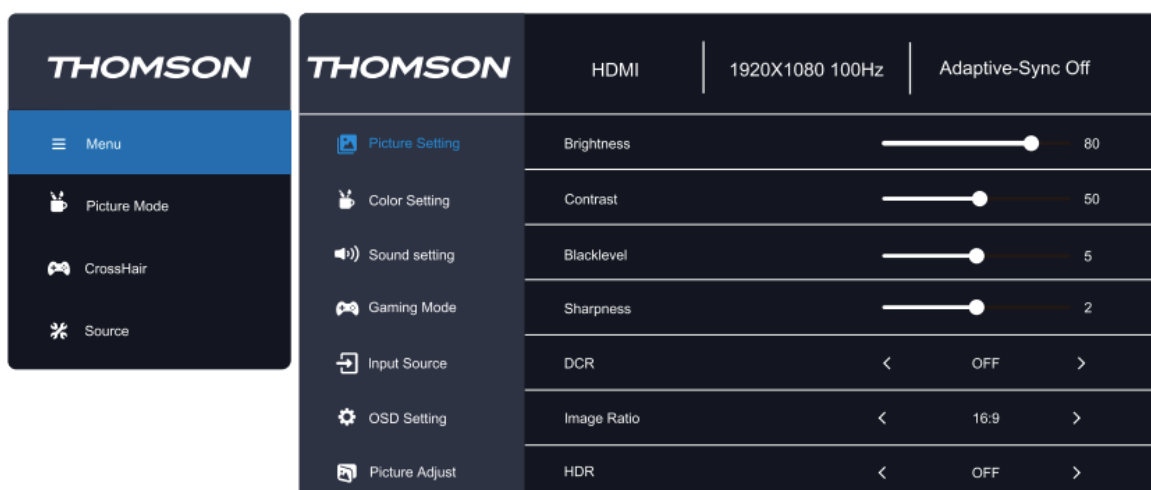 THOMSON
Menu
Picture Mode
CrossHair
Source
THOMSON HDMI 1920X1080 100Hz Adaptive-Sync Off
Picture Setting Brightness 80
Color Setting Contrast 50
Sound setting Blacklevel 5
Gaming Mode Sharpness 2
Input Source DCR OFF
OSD Setting Image Ratio 16:9
Picture Adjust HDR OFF